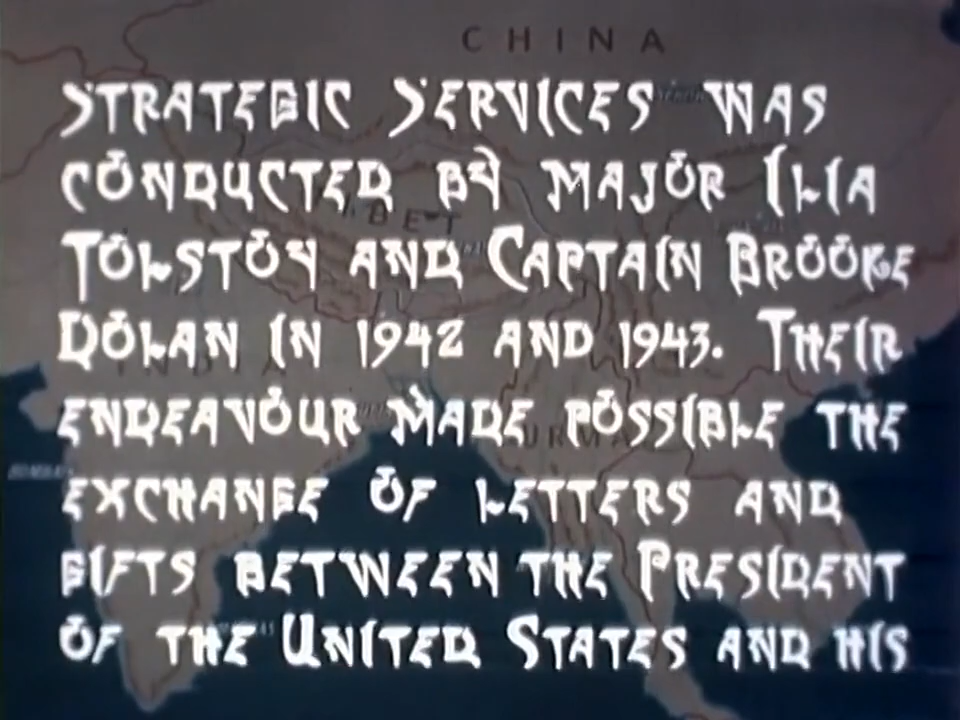 CHINA
STRATEGIC SERVICES WAS
CONDUCTED BY MAJOR ILIA
TOLSTOY AND CAPTAIN BROOKE
DOLAN IN 1942 AND 1943. THEIR
ENDEAVOUR MADE POSSIBLE THE
EXCHANGE OF LETTERS AND
GIFTS BETWEEN THE PRESIDENT
OF THE UNITED STATES AND HIS